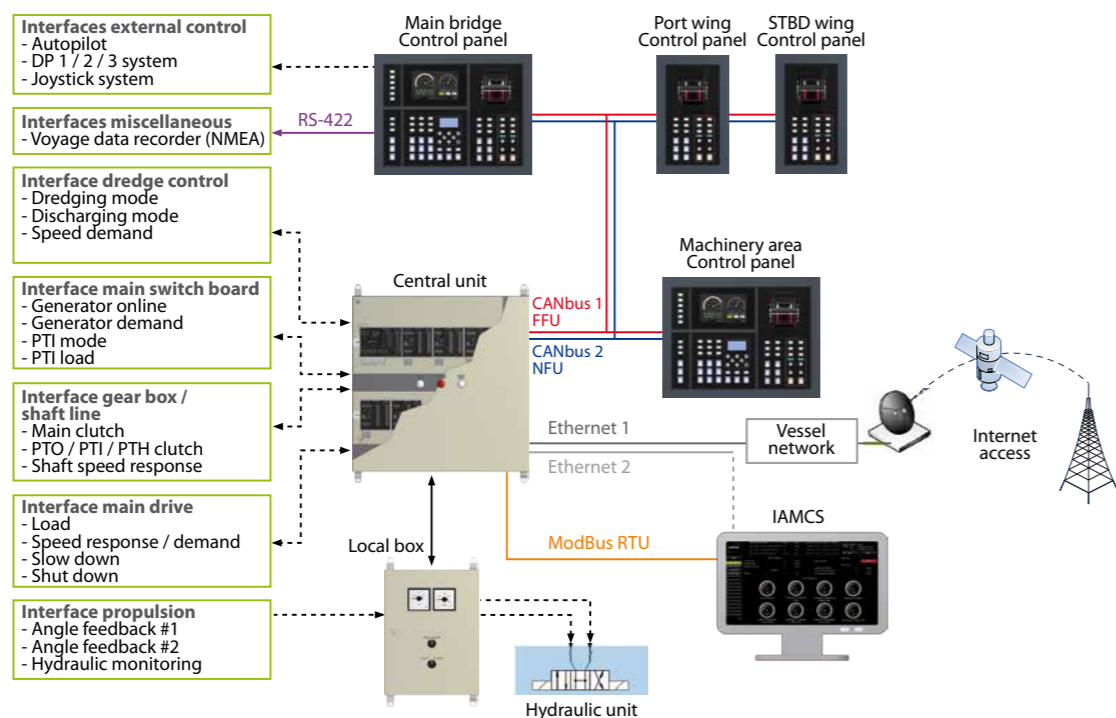 Interfaces external control
- Autopilot
- DP 1 / 2 / 3 system
- Joystick system
Interfaces miscellaneous
- Voyage data recorder (NMEA)
Interface dredge control
- Dredging mode
- Discharging mode
- Speed demand
Interface main switch board
- Generator online
- Generator demand
- PTI mode
- PTI load
Interface gear box /
shaft line
- Main clutch
- PTO / PTI / PTH clutch
- Shaft speed response
Interface main drive
- Load
- Speed response / demand
- Slow down
- Shut down
Interface propulsion
- Angle feedback #1
- Angle feedback #2
- Hydraulic monitoring
RS-422
Main bridge
Control panel
Port wing
Control panel
STBD wing
Control panel
Machinery area
Control panel
Central unit
CANbus 1
FFU
CANbus 2
NFU
Ethernet 1
Ethernet 2
Vessel
network
Internet
access
ModBus RTU
IAMCS
Local box
Hydraulic unit